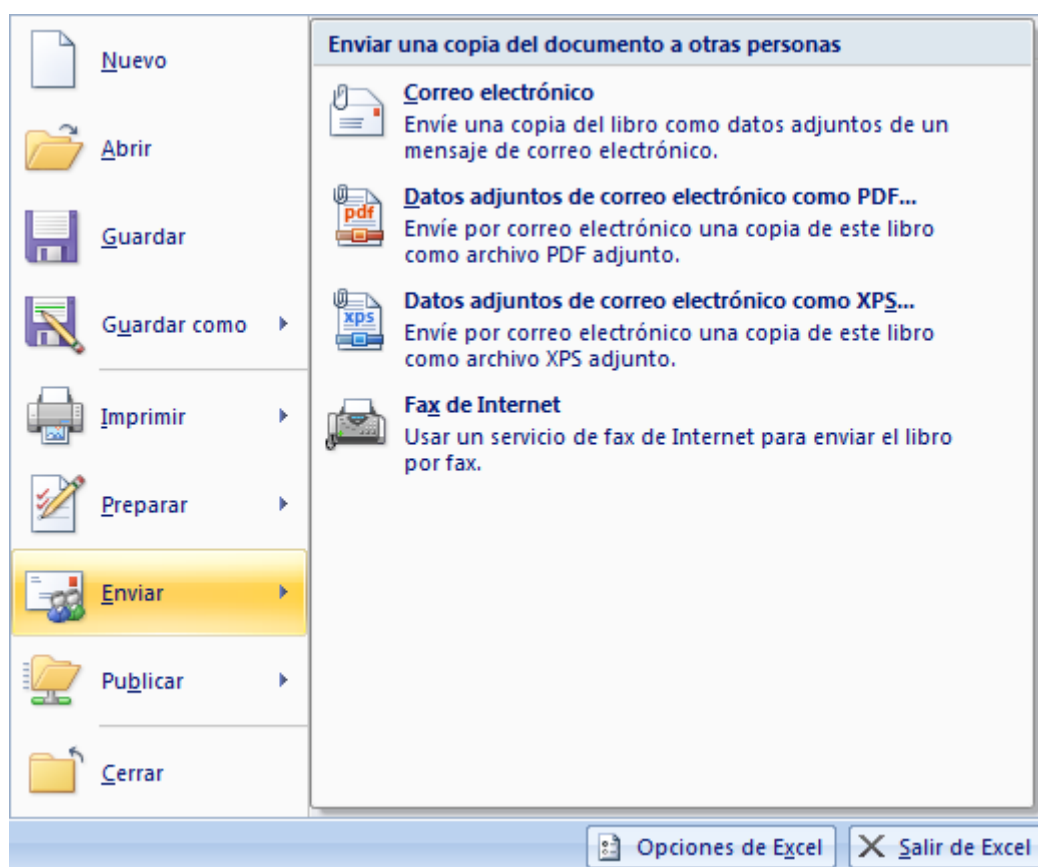 Nuevo
Abrir
Guardar
Guardar como
Imprimir
Preparar
Enviar
Publicar
Cerrar
Enviar una copia del documento a otras personas
Correo electrónico
Envíe una copia del libro como datos adjuntos de un
mensaje de correo electrónico.
pdf
Datos adjuntos de correo electrónico como PDF...
Envíe por correo electrónico una copia de este libro
como archivo PDF adjunto.
xps
Datos adjuntos de correo electrónico como XPS...
Envíe por correo electrónico una copia de este libro
como archivo XPS adjunto.
Fax de Internet
Usar un servicio de fax de Internet para enviar el libro
por fax.
Opciones de Excel
Salir de Excel